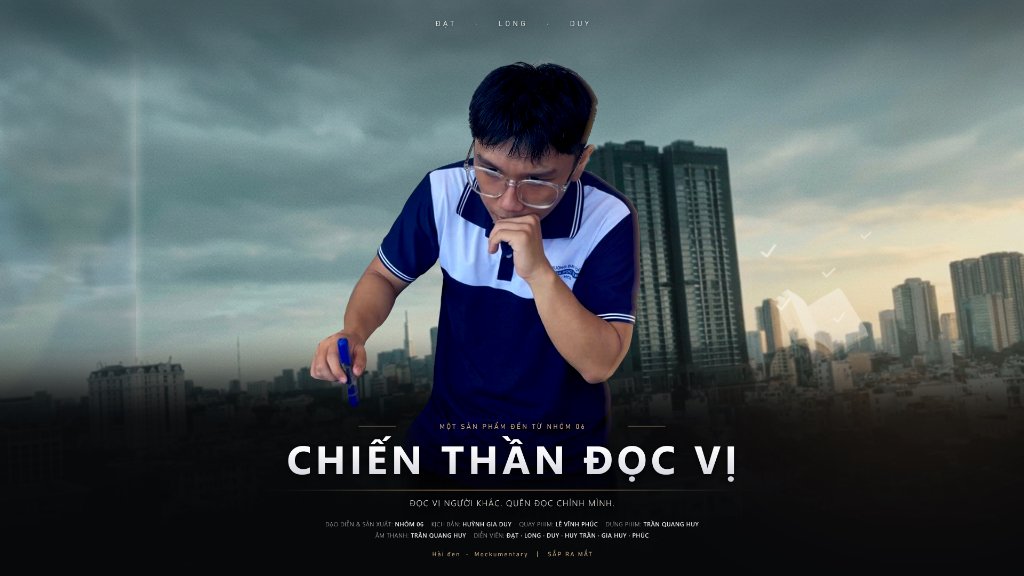 ĐẠT · LONG · DUY
MỘT SẢN PHẨM ĐẾN TỪ NHÓM 06
CHIẾN THẦN ĐỌC VỊ
ĐỌC VỊ NGƯỜI KHÁC. QUÊN ĐỌC CHÍNH MÌNH.
ĐẠO DIỄN & SẢN XUẤT: NHÓM 06 KỊCH BẢN: HUỲNH GIA DUY QUAY PHIM: LÊ VĨNH PHÚC DỰNG PHIM: TRẦN QUANG HUY
ÂM THANH: TRẦN QUANG HUY DIỄN VIÊN: ĐẠT · LONG · DUY · HUY TRẦN · GIA HUY · PHÚC
Hài đen - Mockumentary | SẮP RA MẮT